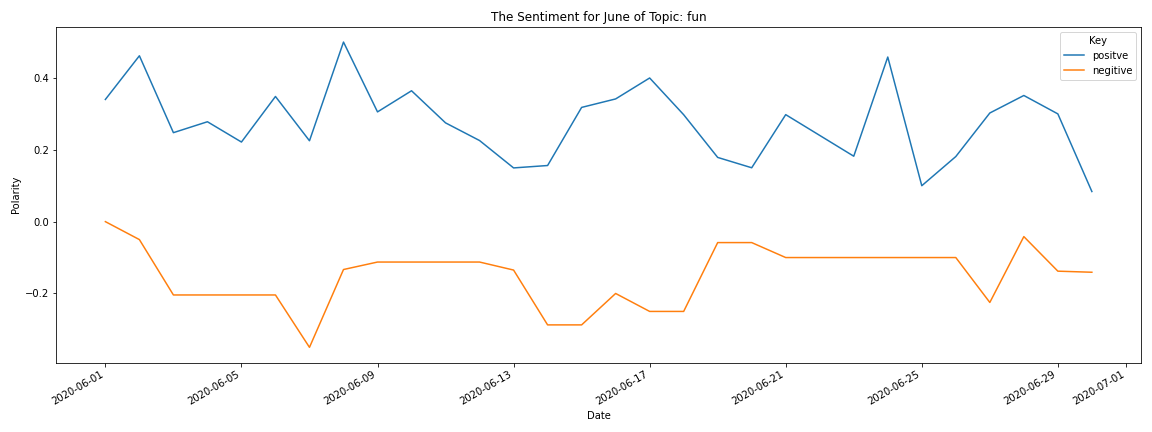 The Sentiment for June of Topic: fun
Key
positve
negitive
Polarity
0.4
0.2
0.0
−0.2
2020-06-01
2020-06-05
2020-06-09
2020-06-13
2020-06-17
2020-06-21
2020-06-25
2020-06-29
2020-07-01
Date